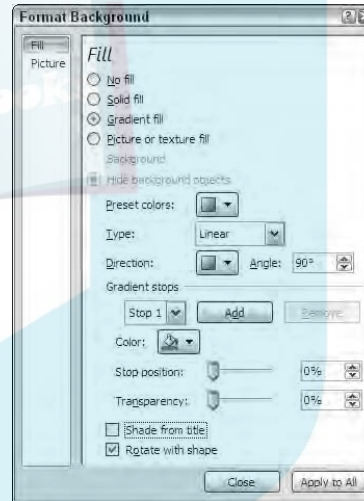 Format Background
Fill
Picture
Fill
No fill
Solid fill
Gradient fill
Picture or texture fill
Background
Hide background objects
Preset colors:
Type: Linear
Direction: Angle: 90°
Gradient stops
Stop 1 Add Remove
Color:
Stop position: 0%
Transparency: 0%
Shade from title
Rotate with shape
Close Apply to All